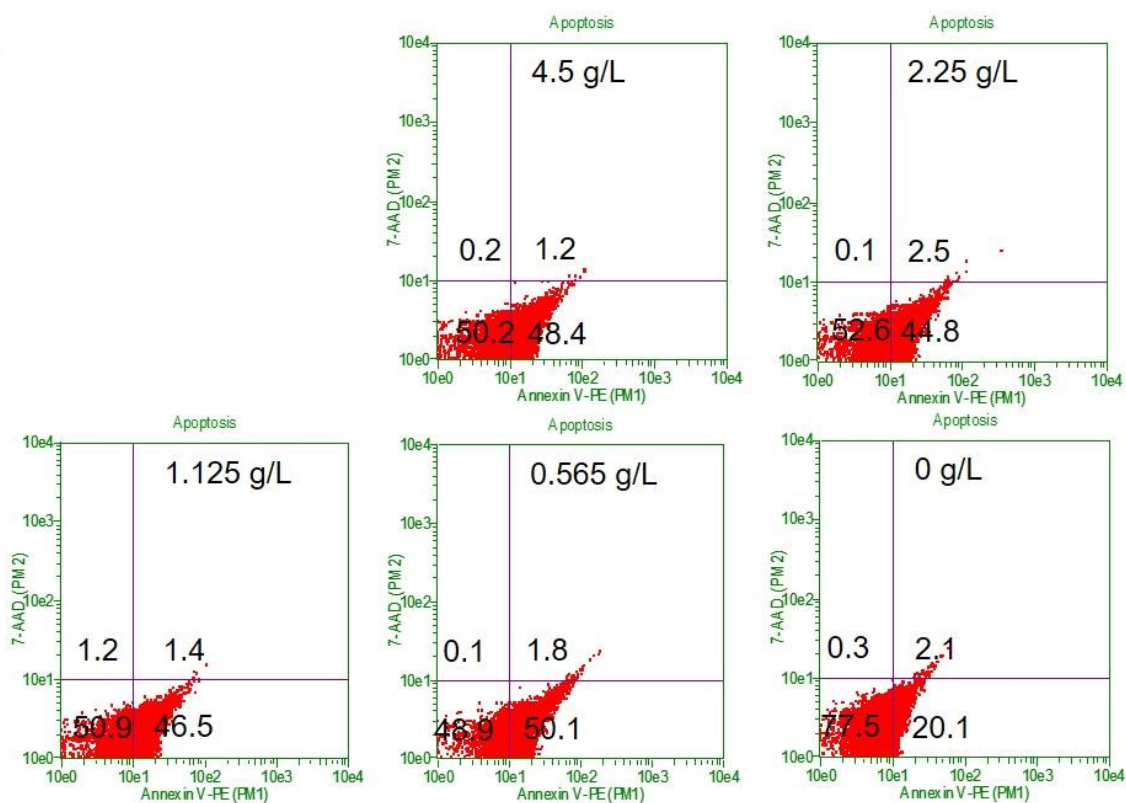 Apoptosis
4.5 g/L
10e4
10e3
10e2
10e1
10e0
7-AAD (PM2)
0.2 1.2
50.2 48.4
10e0 10e1 10e2 10e3 10e4
Annexin V-PE (PM1)
Apoptosis
2.25 g/L
10e4
10e3
10e2
10e1
10e0
7-AAD (PM2)
0.1 2.5
52.6 44.8
10e0 10e1 10e2 10e3 10e4
Annexin V-PE (PM1)
Apoptosis
1.125 g/L
10e4
10e3
10e2
10e1
10e0
7-AAD (PM2)
1.2 1.4
50.9 46.5
10e0 10e1 10e2 10e3 10e4
Annexin V-PE (PM1)
Apoptosis
0.565 g/L
10e4
10e3
10e2
10e1
10e0
7-AAD (PM2)
0.1 1.8
48.9 50.1
10e0 10e1 10e2 10e3 10e4
Annexin V-PE (PM1)
Apoptosis
0 g/L
10e4
10e3
10e2
10e1
10e0
7-AAD (PM2)
0.3 2.1
77.5 20.1
10e0 10e1 10e2 10e3 10e4
Annexin V-PE (PM1)